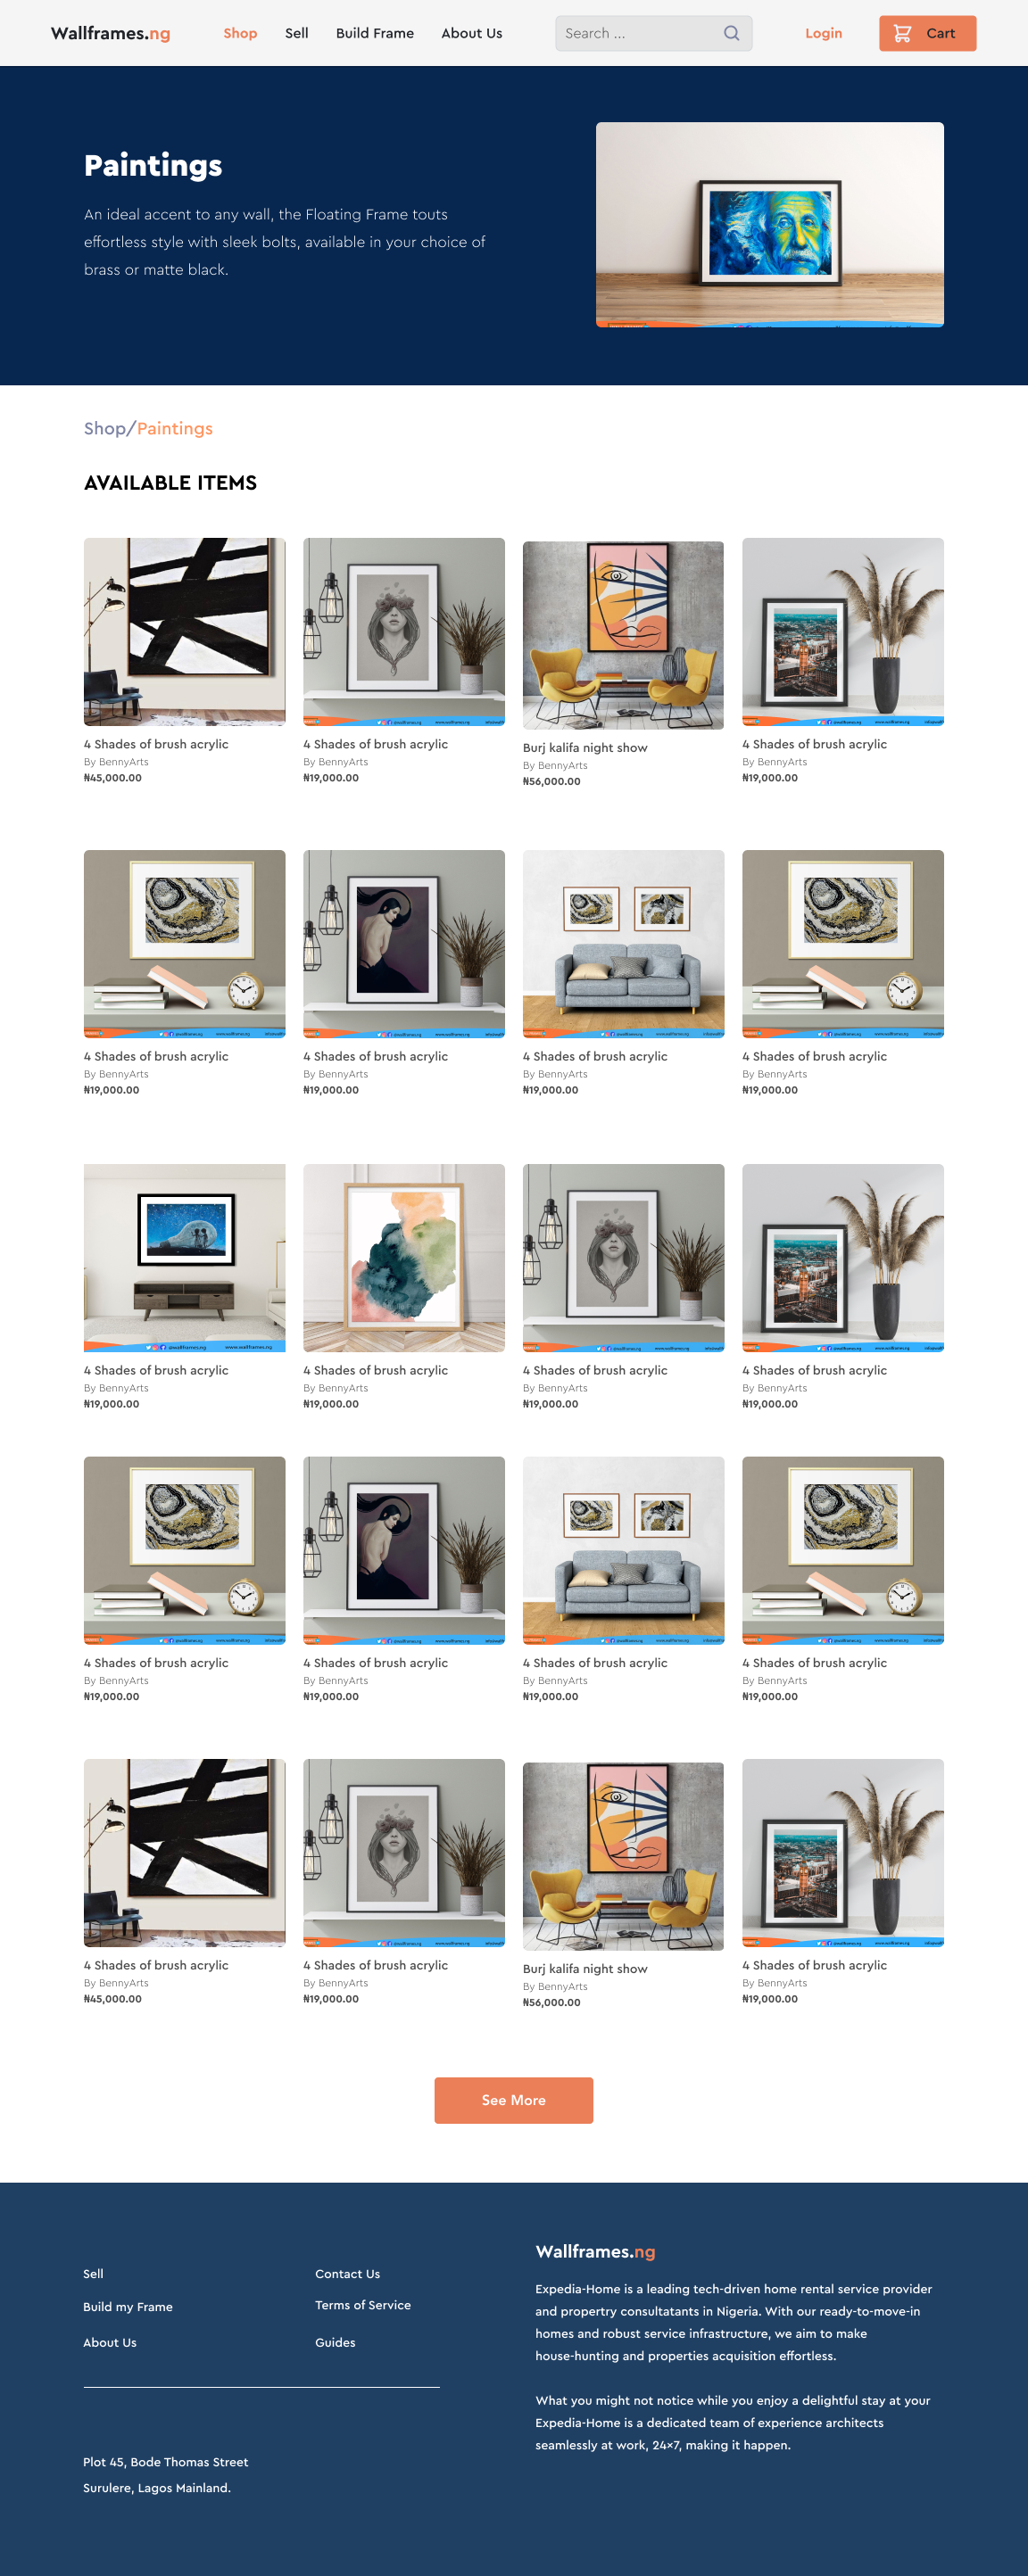 Wallframes.ng
Shop
Sell
Build Frame
About Us
Search ...
Login
Cart
Paintings
An ideal accent to any wall, the Floating Frame touts
effortless style with sleek bolts, available in your choice of
brass or matte black.
Shop/Paintings
AVAILABLE ITEMS
4 Shades of brush acrylic
By BennyArts
₦45,000.00
4 Shades of brush acrylic
By BennyArts
₦19,000.00
Burj kalifa night show
By BennyArts
₦56,000.00
4 Shades of brush acrylic
By BennyArts
₦19,000.00
4 Shades of brush acrylic
By BennyArts
₦19,000.00
4 Shades of brush acrylic
By BennyArts
₦19,000.00
4 Shades of brush acrylic
By BennyArts
₦19,000.00
4 Shades of brush acrylic
By BennyArts
₦19,000.00
@wallframes_ng www.wallframes.ng
4 Shades of brush acrylic
By BennyArts
₦19,000.00
4 Shades of brush acrylic
By BennyArts
₦19,000.00
4 Shades of brush acrylic
By BennyArts
₦19,000.00
4 Shades of brush acrylic
By BennyArts
₦19,000.00
4 Shades of brush acrylic
By BennyArts
₦19,000.00
4 Shades of brush acrylic
By BennyArts
₦19,000.00
4 Shades of brush acrylic
By BennyArts
₦19,000.00
4 Shades of brush acrylic
By BennyArts
₦19,000.00
4 Shades of brush acrylic
By BennyArts
₦45,000.00
4 Shades of brush acrylic
By BennyArts
₦19,000.00
Burj kalifa night show
By BennyArts
₦56,000.00
4 Shades of brush acrylic
By BennyArts
₦19,000.00
See More
Sell
Build my Frame
About Us
Contact Us
Terms of Service
Guides
Plot 45, Bode Thomas Street
Surulere, Lagos Mainland.
Wallframes.ng
Expedia-Home is a leading tech-driven home rental service provider
and propertry consultatants in Nigeria. With our ready-to-move-in
homes and robust service infrastructure, we aim to make
house-hunting and properties acquisition effortless.
What you might not notice while you enjoy a delightful stay at your
Expedia-Home is a dedicated team of experience architects
seamlessly at work, 24×7, making it happen.